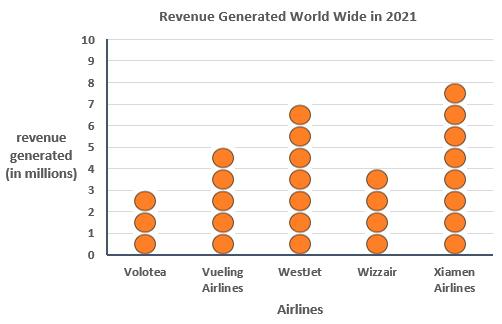 Revenue Generated World Wide in 2021
10
9
8
7
6
5
4
3
2
1
0
revenue
generated
(in millions)
Volotea
Vueling
Airlines
WestJet
Wizzair
Xiamen
Airlines
Airlines